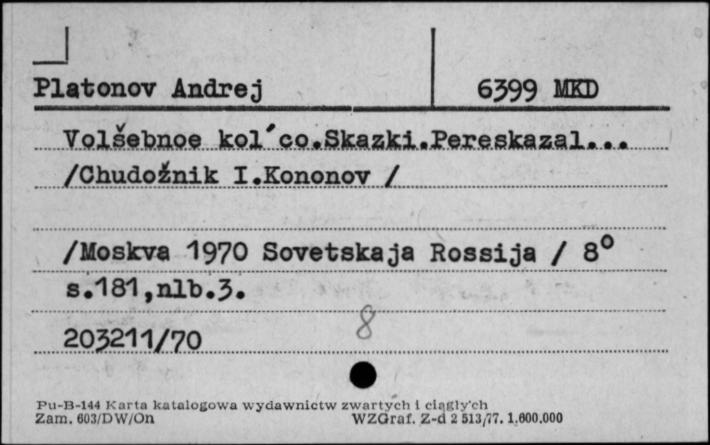 Platonov Andrej 6399 MKD
Volšebnoe kol´co.Skazki.Pereskazal...
/Chudožnik I.Kononov /
/Moskva 1970 Sovetskaja Rossija / 8°
s.181,nlb.3.
203211/70 8
Pu-B-144 Karta katalogowa wydawnictw zwartych i ciągły'ch
Zam. 603/DW/On WZGraf. Z-d 2 513/77. 1.600.000